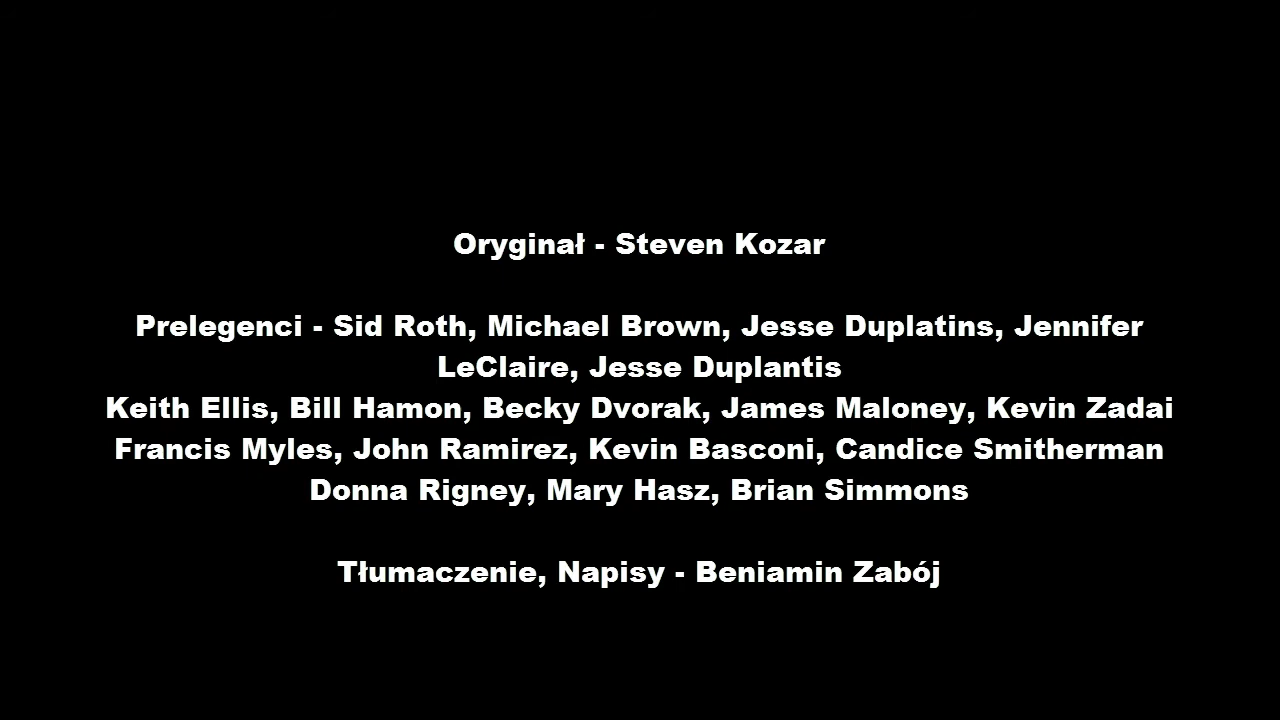 Oryginał - Steven Kozar
Prelegenci - Sid Roth, Michael Brown, Jesse Duplatins, Jennifer
LeClaire, Jesse Duplantis
Keith Ellis, Bill Hamon, Becky Dvorak, James Maloney, Kevin Zadai
Francis Myles, John Ramirez, Kevin Basconi, Candice Smitherman
Donna Rigney, Mary Hasz, Brian Simmons
Tłumaczenie, Napisy - Beniamin Zabój